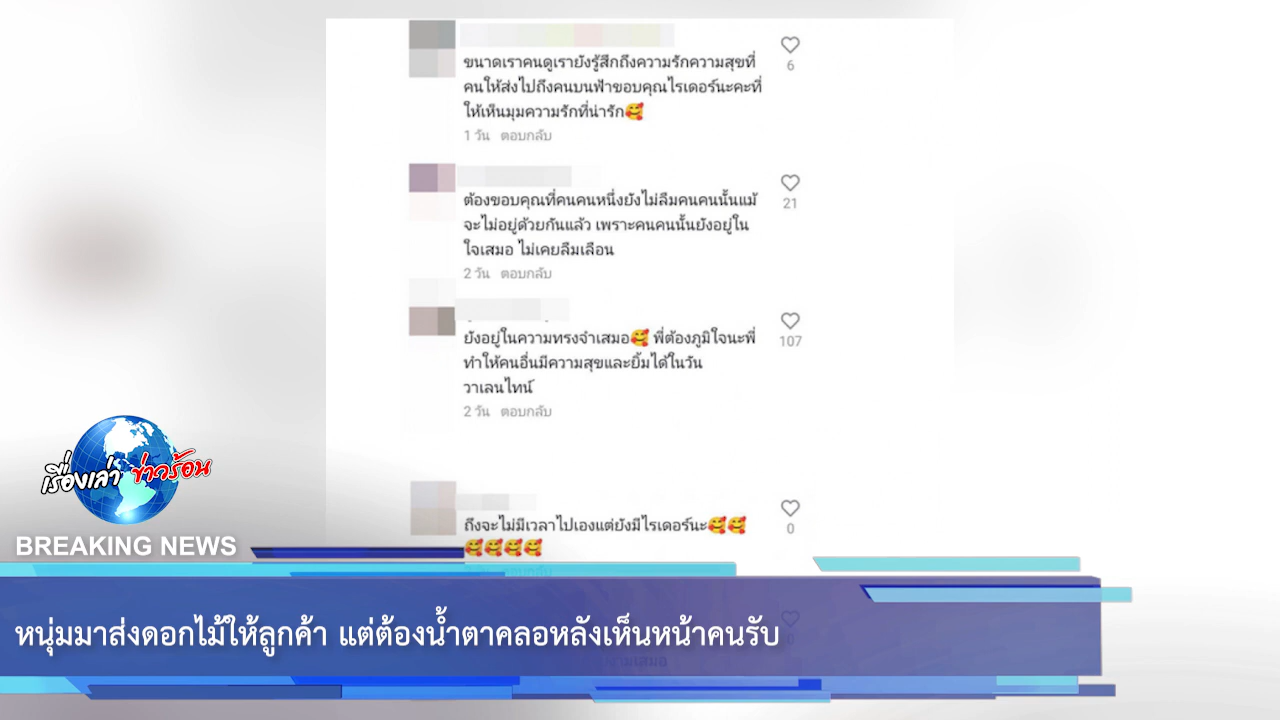 ขนาดเราคนดูเรายังรู้สึกถึงความรักความสุขที่
คนให้ส่งไปถึงคนบนฟ้าขอบคุณไรเดอร์นะคะที่
ให้เห็นมุมความรักที่น่ารัก🥰
6
1 วัน ตอบกลับ
ต้องขอบคุณที่คนคนหนึ่งยังไม่ลืมคนคนนั้นแม้
จะไม่อยู่ด้วยกันแล้ว เพราะคนคนนั้นยังอยู่ใน
ใจเสมอ ไม่เคยลืมเลือน
21
2 วัน ตอบกลับ
ยังอยู่ในความทรงจำเสมอ🥰 พี่ต้องภูมิใจนะพี่
ทำให้คนอื่นมีความสุขและยิ้มได้ในวัน
วาเลนไทน์
107
2 วัน ตอบกลับ
ถึงจะไม่มีเวลาไปเองแต่ยังมีไรเดอร์นะ🥰🥰
🥰🥰🥰🥰
0
เรื่องเล่า ข่าวร้อน
BREAKING NEWS
หนุ่มมาส่งดอกไม้ให้ลูกค้า แต่ต้องน้ำตาคลอหลังเห็นหน้าคนรับ